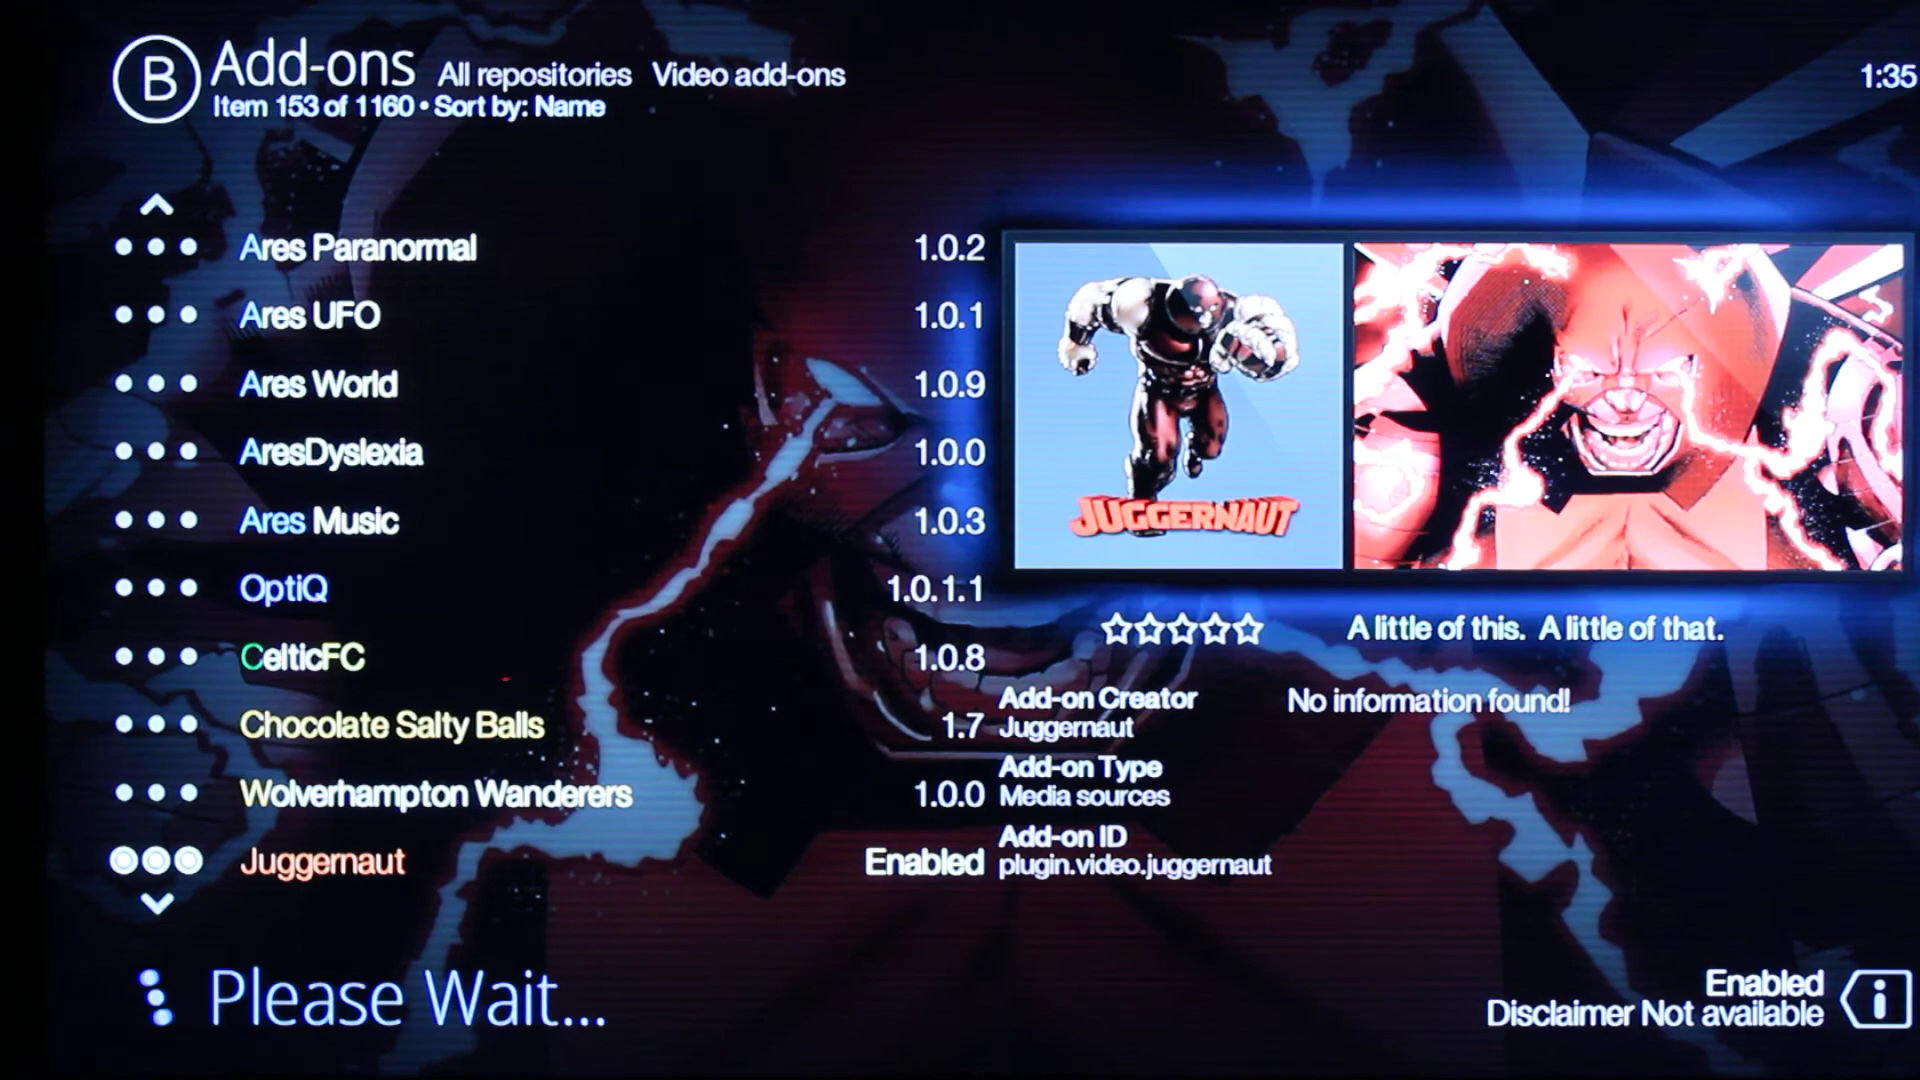 B Add-ons All repositories Video add-ons
Item 153 of 1160 • Sort by: Name
1:35
Ares Paranormal 1.0.2
Ares UFO 1.0.1
Ares World 1.0.9
AresDyslexia 1.0.0
Ares Music 1.0.3
OptiQ 1.0.1.1
CelticFC 1.0.8
Chocolate Salty Balls 1.7
Wolverhampton Wanderers 1.0.0
Juggernaut Enabled
JUGGERNAUT
A little of this. A little of that.
Add-on Creator
Juggernaut
No information found!
Add-on Type
Media sources
Add-on ID
plugin.video.juggernaut
Please Wait...
Enabled
Disclaimer Not available
i